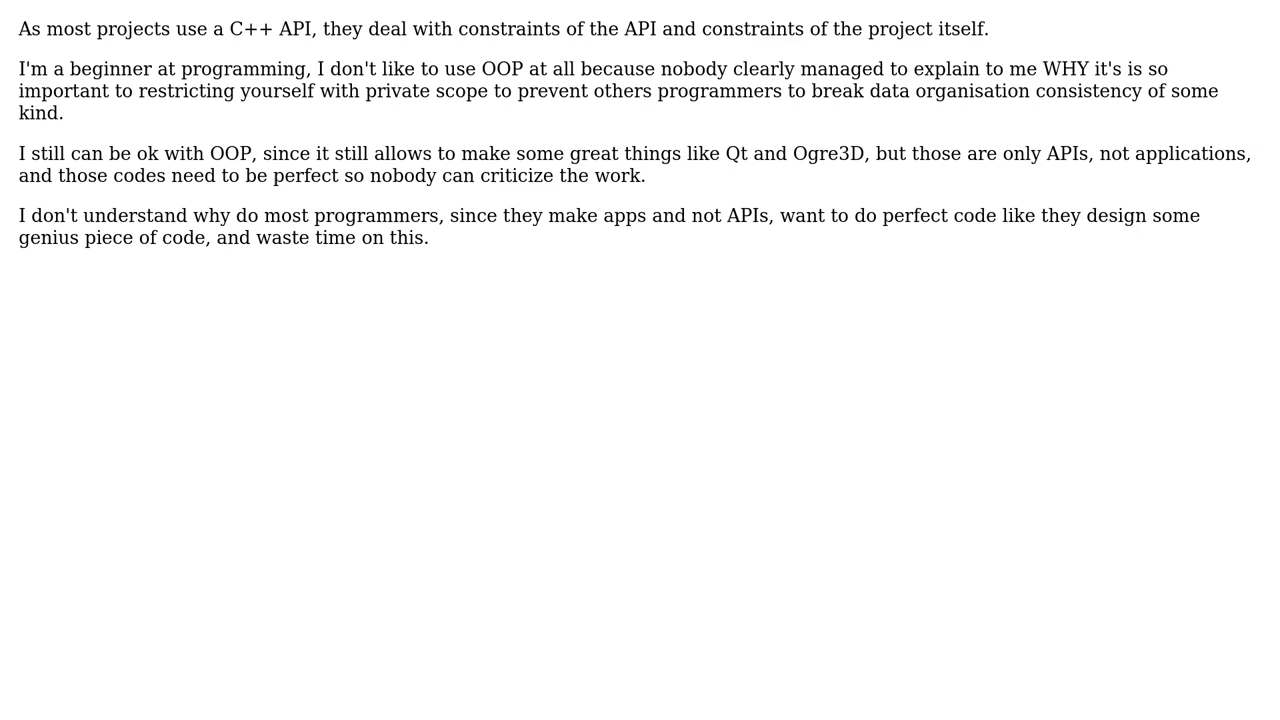 As most projects use a C++ API, they deal with constraints of the API and constraints of the project itself.
I'm a beginner at programming, I don't like to use OOP at all because nobody clearly managed to explain to me WHY it's is so
important to restricting yourself with private scope to prevent others programmers to break data organisation consistency of some
kind.
I still can be ok with OOP, since it still allows to make some great things like Qt and Ogre3D, but those are only APIs, not applications,
and those codes need to be perfect so nobody can criticize the work.
I don't understand why do most programmers, since they make apps and not APIs, want to do perfect code like they design some
genius piece of code, and waste time on this.